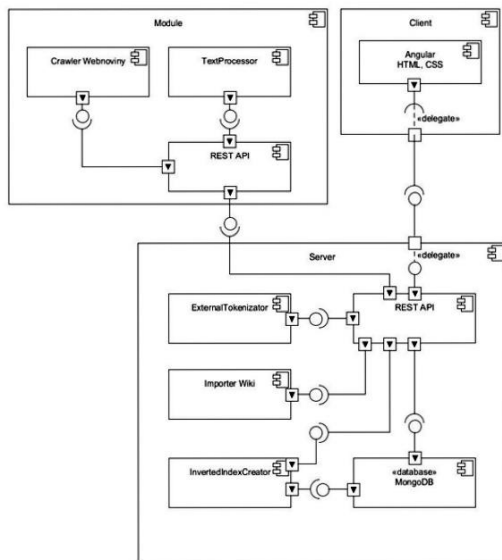 Module
Client
Crawler Webnoviny
TextProcessor
Angular
HTML, CSS
«delegate»
REST API
«delegate»
Server
ExternalTokenizator
REST API
Importer Wiki
InvertedIndexCreator
«database»
MongoDB